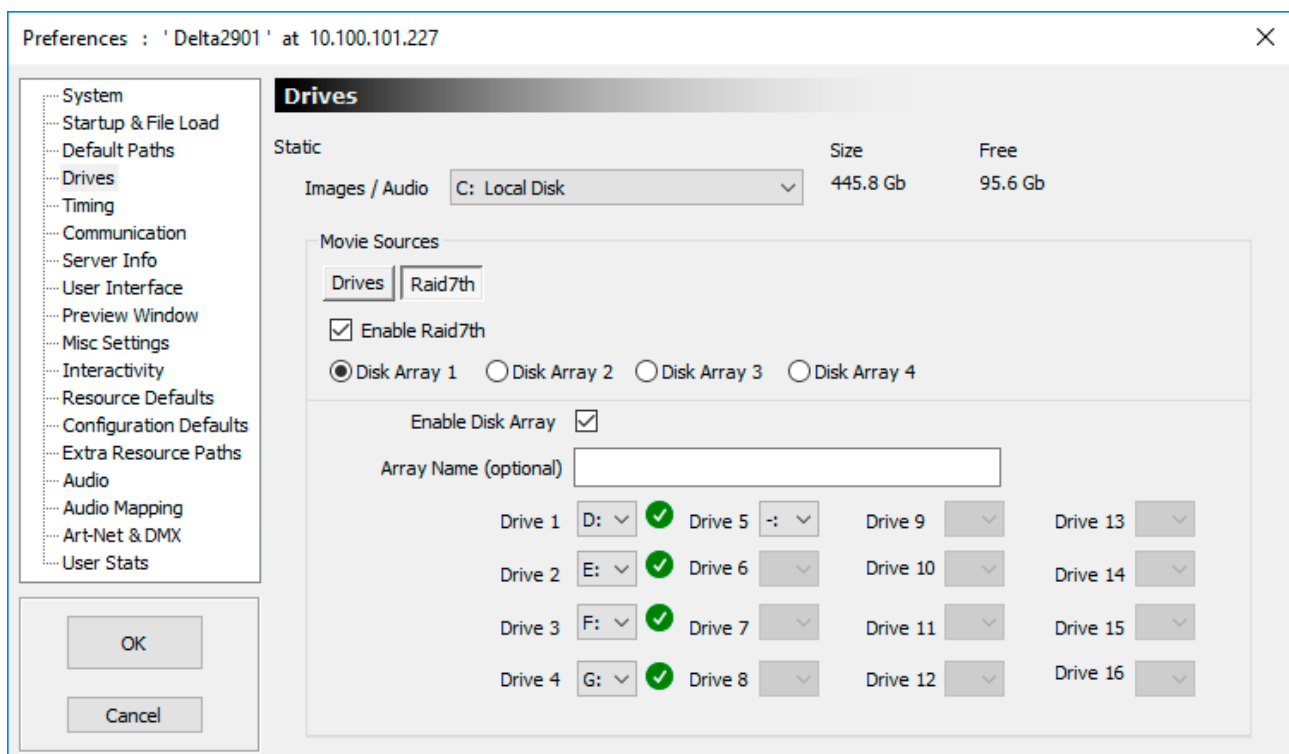 Preferences : ' Delta2901 ' at 10.100.101.227
System
Startup & File Load
Default Paths
Drives
Timing
Communication
Server Info
User Interface
Preview Window
Misc Settings
Interactivity
Resource Defaults
Configuration Defaults
Extra Resource Paths
Audio
Audio Mapping
Art-Net & DMX
User Stats
OK
Cancel
Drives
Static
Size
Free
Images / Audio
C: Local Disk
445.8 Gb
95.6 Gb
Movie Sources
Drives
Raid7th
Enable Raid7th
Disk Array 1
Disk Array 2
Disk Array 3
Disk Array 4
Enable Disk Array
Array Name (optional)
Drive 1 D: Drive 5 -: Drive 9 Drive 13
Drive 2 E: Drive 6 Drive 10 Drive 14
Drive 3 F: Drive 7 Drive 11 Drive 15
Drive 4 G: Drive 8 Drive 12 Drive 16